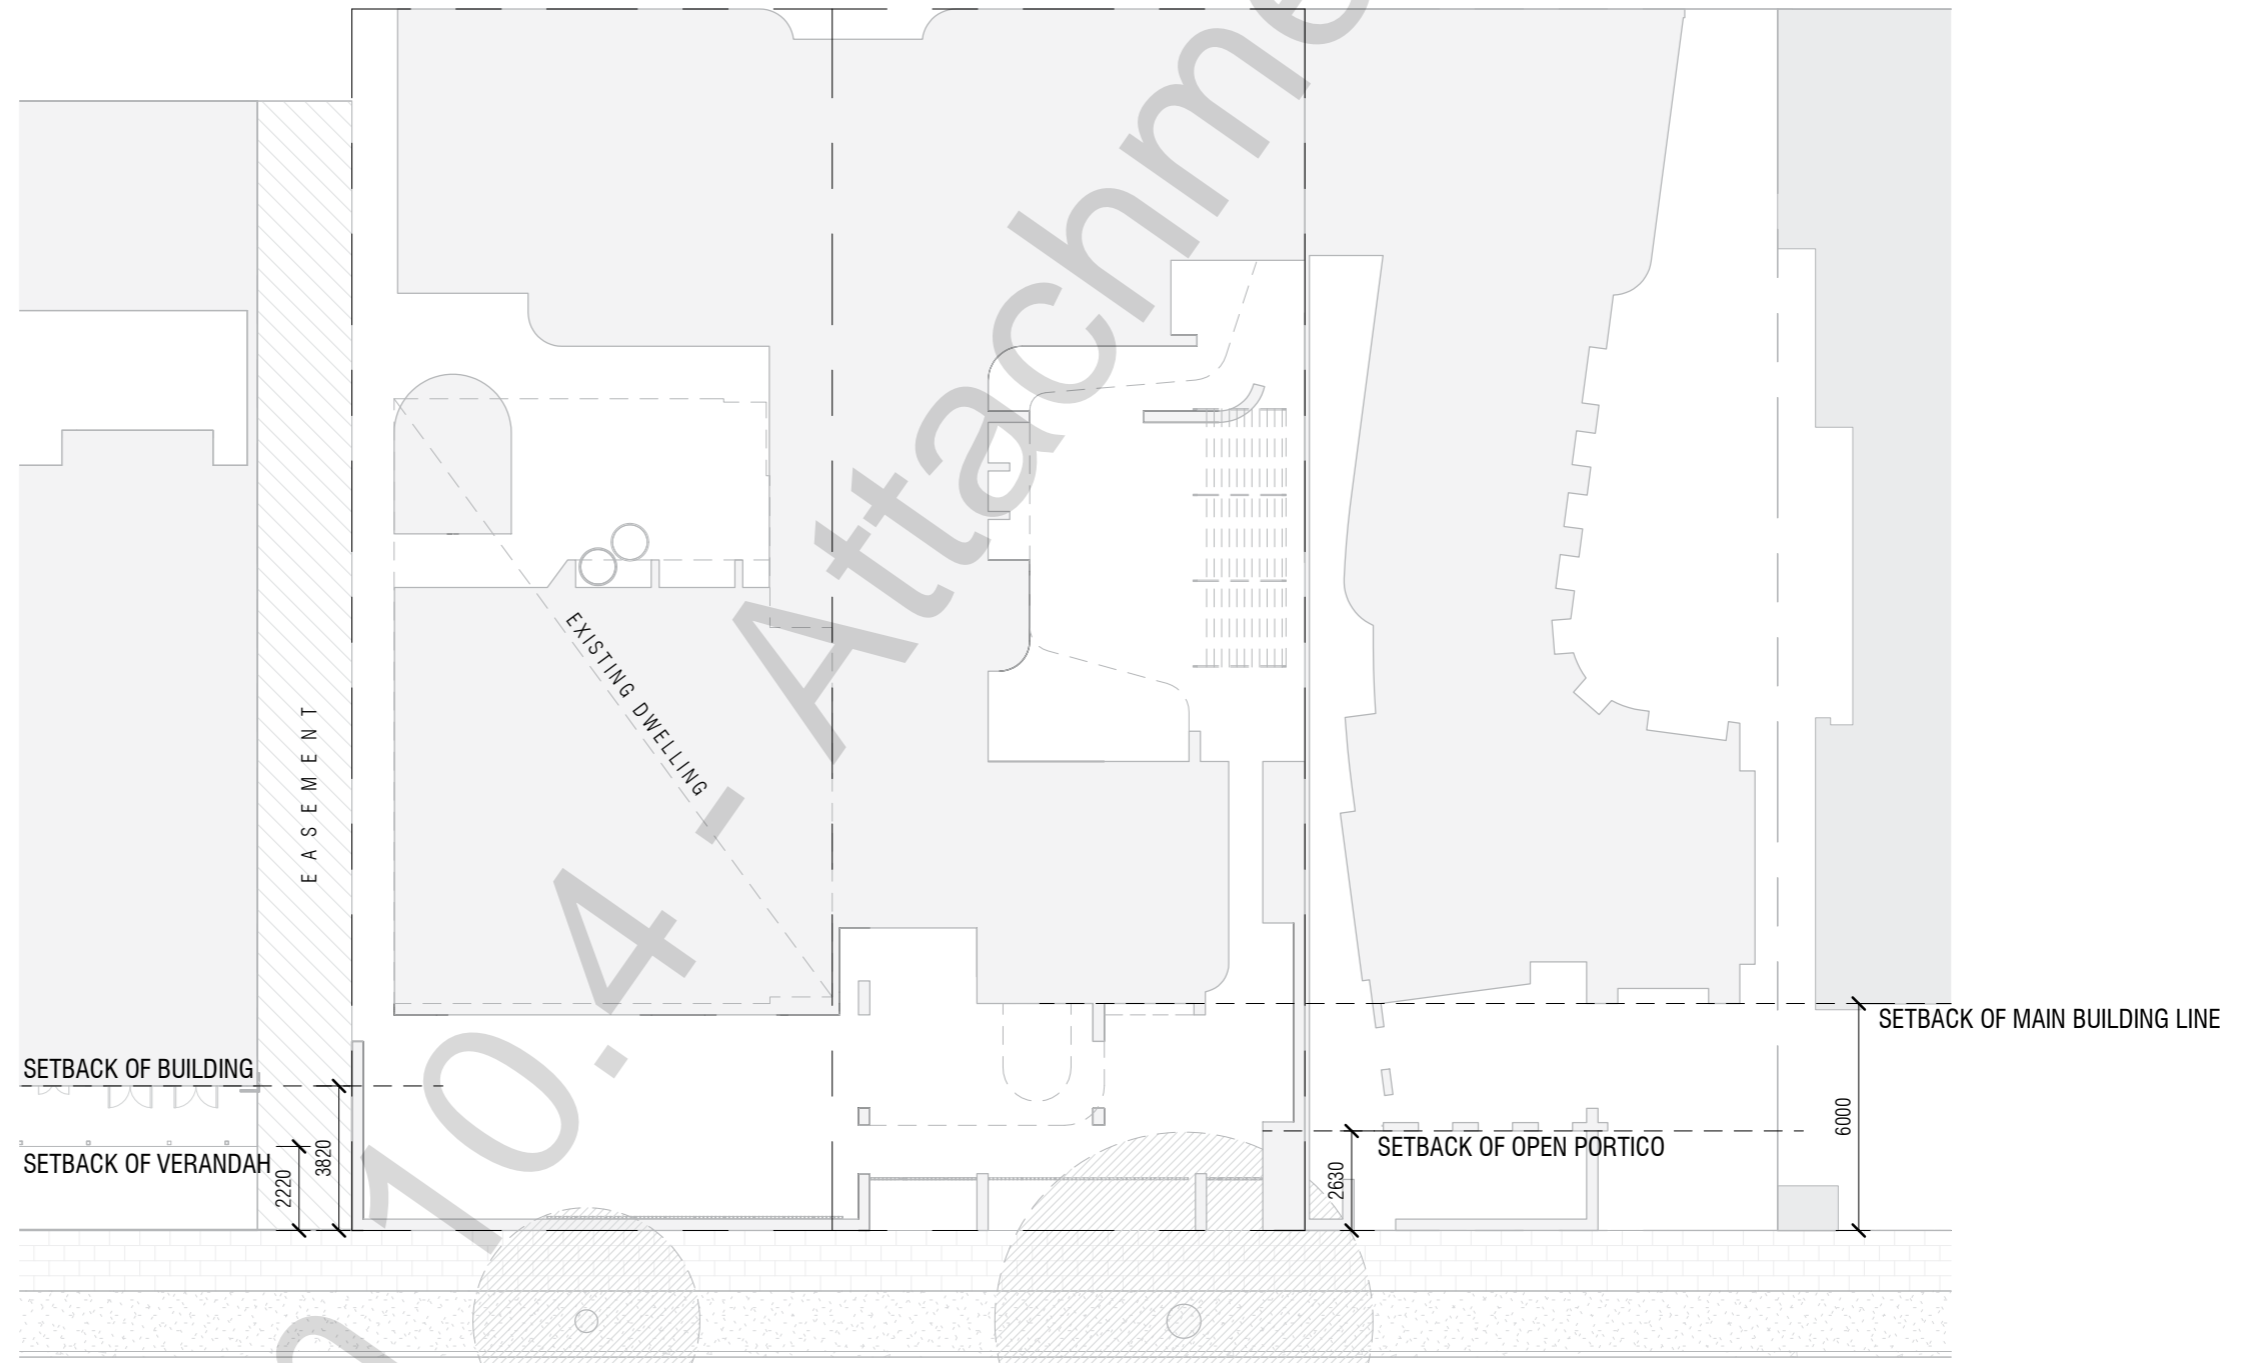 EASEMENT
EXISTING DWELLING
SETBACK OF BUILDING
SETBACK OF VERANDAH
2220
3820
SETBACK OF MAIN BUILDING LINE
SETBACK OF OPEN PORTICO
2630
6000
10.4 - Attachme